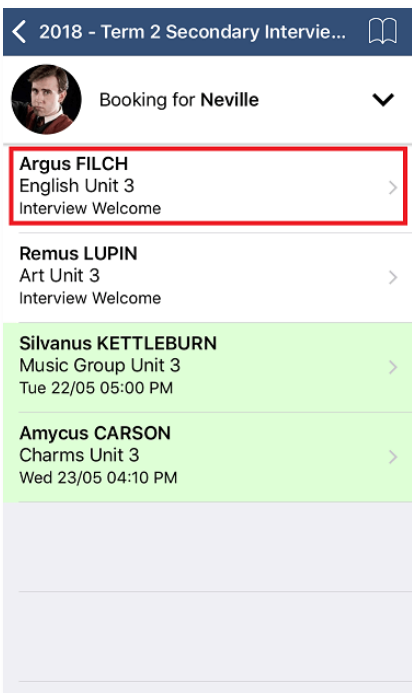 2018 - Term 2 Secondary Intervie...
Booking for Neville
Argus FILCH
English Unit 3
Interview Welcome
Remus LUPIN
Art Unit 3
Interview Welcome
Silvanus KETTLEBURN
Music Group Unit 3
Tue 22/05 05:00 PM
Amycus CARSON
Charms Unit 3
Wed 23/05 04:10 PM